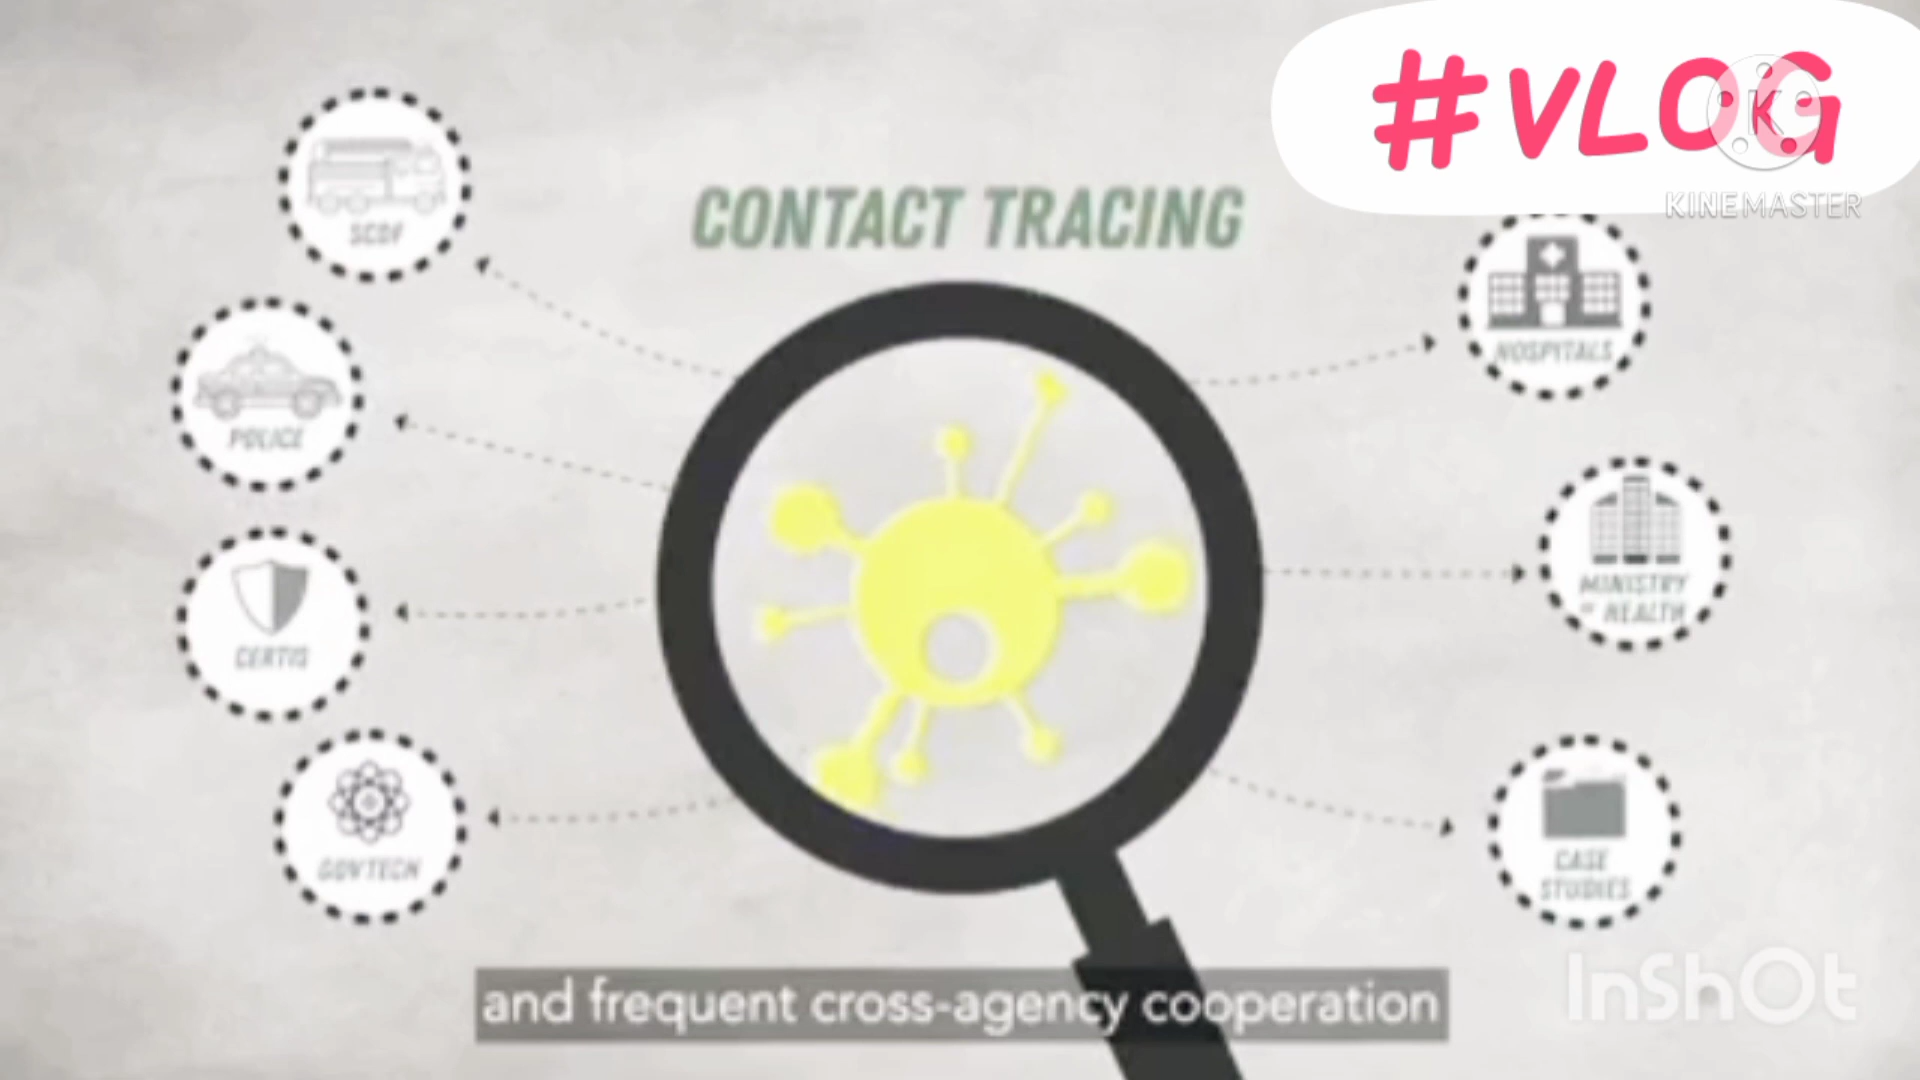 #VLOG
K
KINEMASTER
CONTACT TRACING
SCDF
POLICE
CERTIS
GOVTECH
HOSPITALS
MINISTRY
OF HEALTH
CASE
STUDIES
and frequent cross-agency cooperation
InShOt